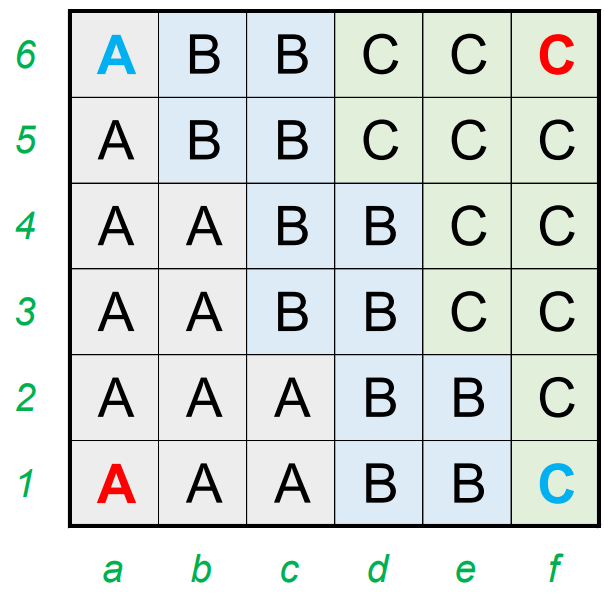 6 A B B C C C
5 A B B C C C
4 A A B B C C
3 A A B B C C
2 A A A B B C
1 A A A B B C
a b c d e f